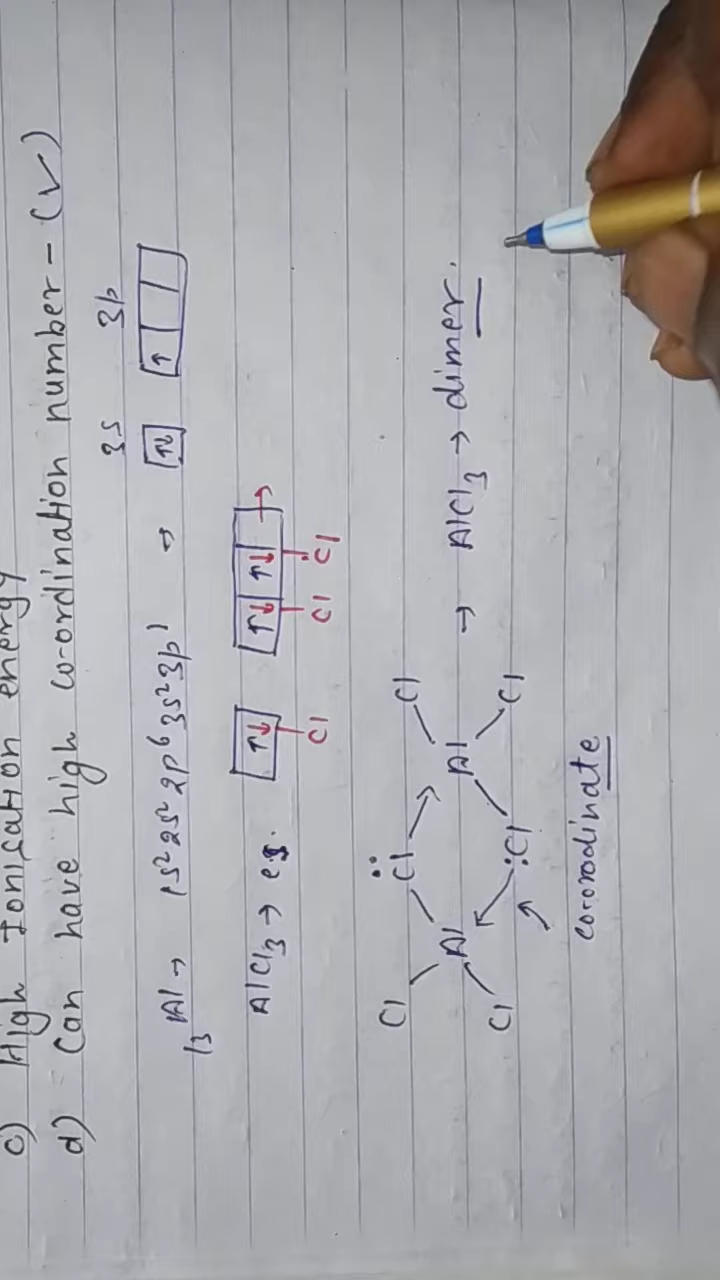 c) High Ionisation energy
d) Can have high co-ordination number - (✓)
3s 3p
₁₃Al → 1s² 2s² 2p⁶ 3s² 3p¹ → ↑↓ ↑
AlCl₃ → e.s. ↑↓ ↑↓ ↑↓ →
Cl Cl Cl
Cl :Cl Cl
Al Al → AlCl₃ → dimer.
Cl :Cl Cl
cororodinate